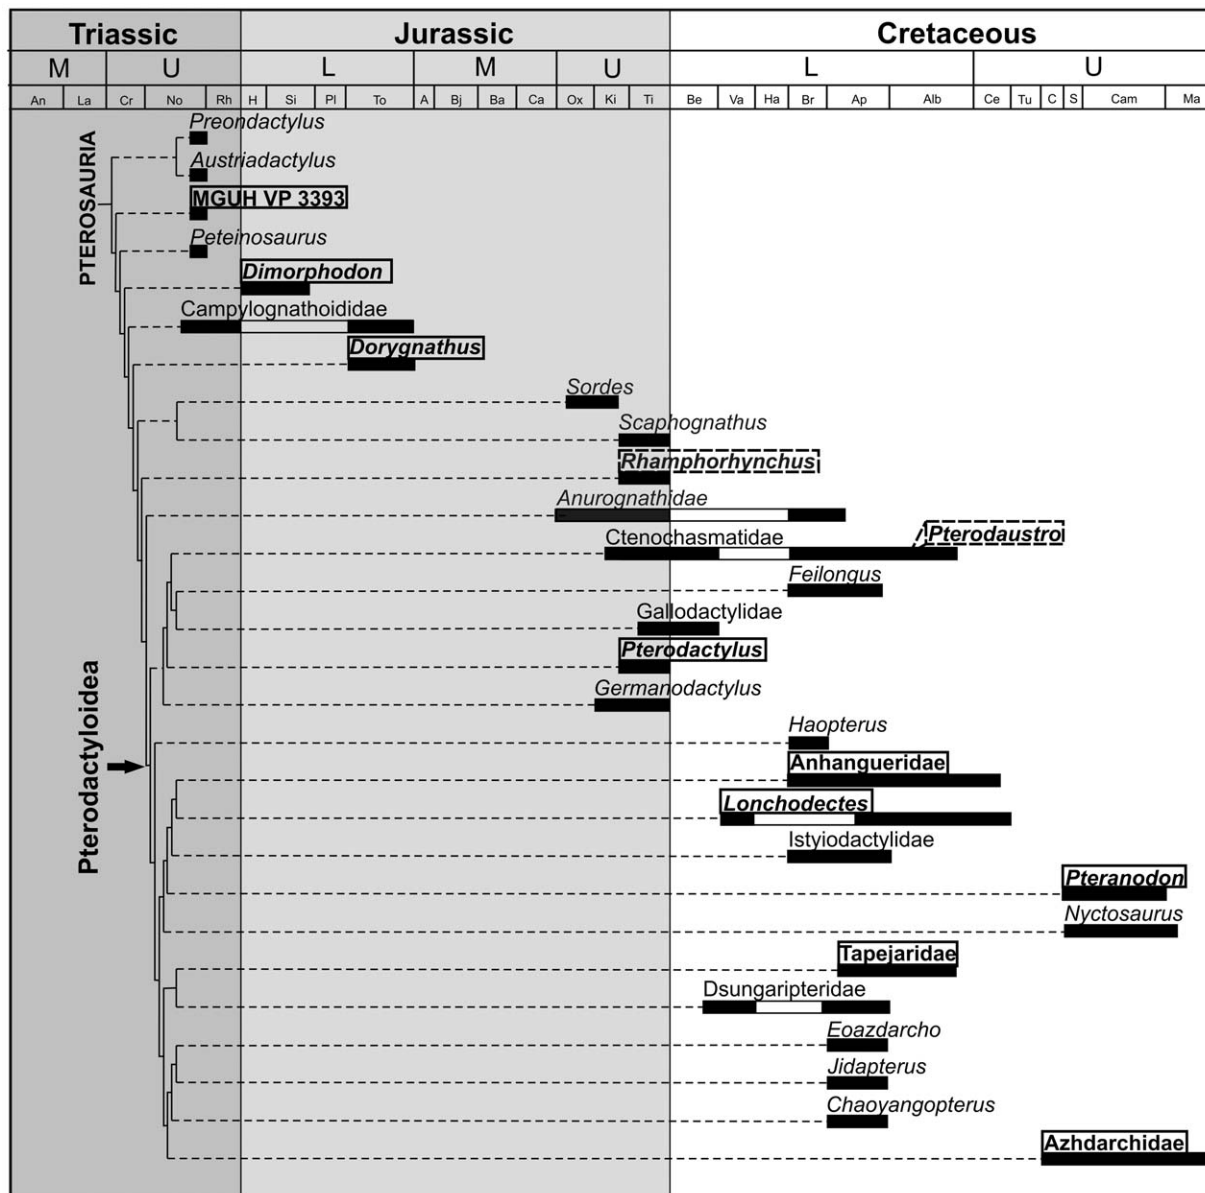 Triassic Jurassic Cretaceous
M U L M U L U
An La Cr No Rh H Si Pl To A Bj Ba Ca Ox Ki Ti Be Va Ha Br Ap Alb Ce Tu C S Cam Ma
PTEROSAURIA
Preondactylus
Austriadactylus
MGUH VP 3393
Peteinosaurus
Dimorphodon
Campylognathoididae
Dorygnathus
Sordes
Scaphognathus
Rhamphorhynchus
Anurognathidae
Ctenochasmatidae
Pterodaustro
Feilongus
Gallodactylidae
Pterodactylus
Germanodactylus
Pterodactyloidea
Haopterus
Anhangueridae
Lonchodectes
Istyiodactylidae
Pteranodon
Nyctosaurus
Tapejaridae
Dsungaripteridae
Eoazdarcho
Jidapterus
Chaoyangopterus
Azhdarchidae